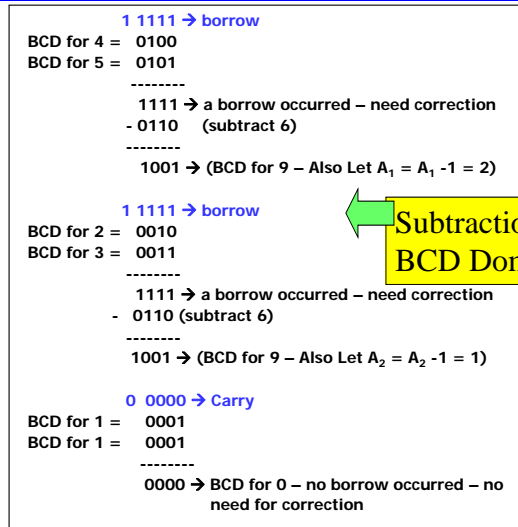 1 1111 → borrow
BCD for 4 = 0100
BCD for 5 = 0101
--------
1111 → a borrow occurred – need correction
- 0110 (subtract 6)
--------
1001 → (BCD for 9 – Also Let A₁ = A₁ -1 = 2)
1 1111 → borrow
BCD for 2 = 0010
BCD for 3 = 0011
--------
1111 → a borrow occurred – need correction
- 0110 (subtract 6)
--------
1001 → (BCD for 9 – Also Let A₂ = A₂ -1 = 1)
0 0000 → Carry
BCD for 1 = 0001
BCD for 1 = 0001
--------
0000 → BCD for 0 – no borrow occurred – no
need for correction
Subtractio
BCD Don